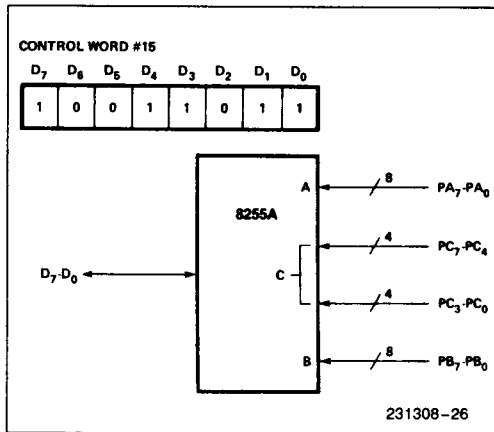 CONTROL WORD #15
D7 D6 D5 D4 D3 D2 D1 D0
1 0 0 1 1 0 1 1
A 8 PA7-PA0
8255A
4 PC7-PC4
D7-D0 C
4 PC3-PC0
B 8 PB7-PB0
231308-26